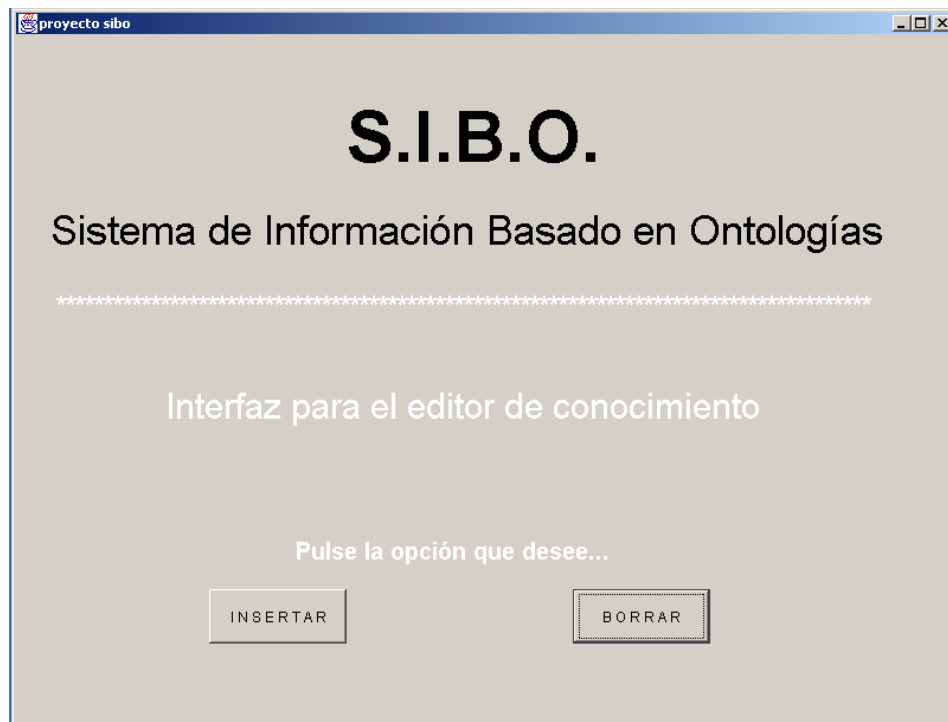 proyecto sibo
S.I.B.O.
Sistema de Información Basado en Ontologías
**************************************************************************************
Interfaz para el editor de conocimiento
Pulse la opción que desee...
INSERTAR BORRAR